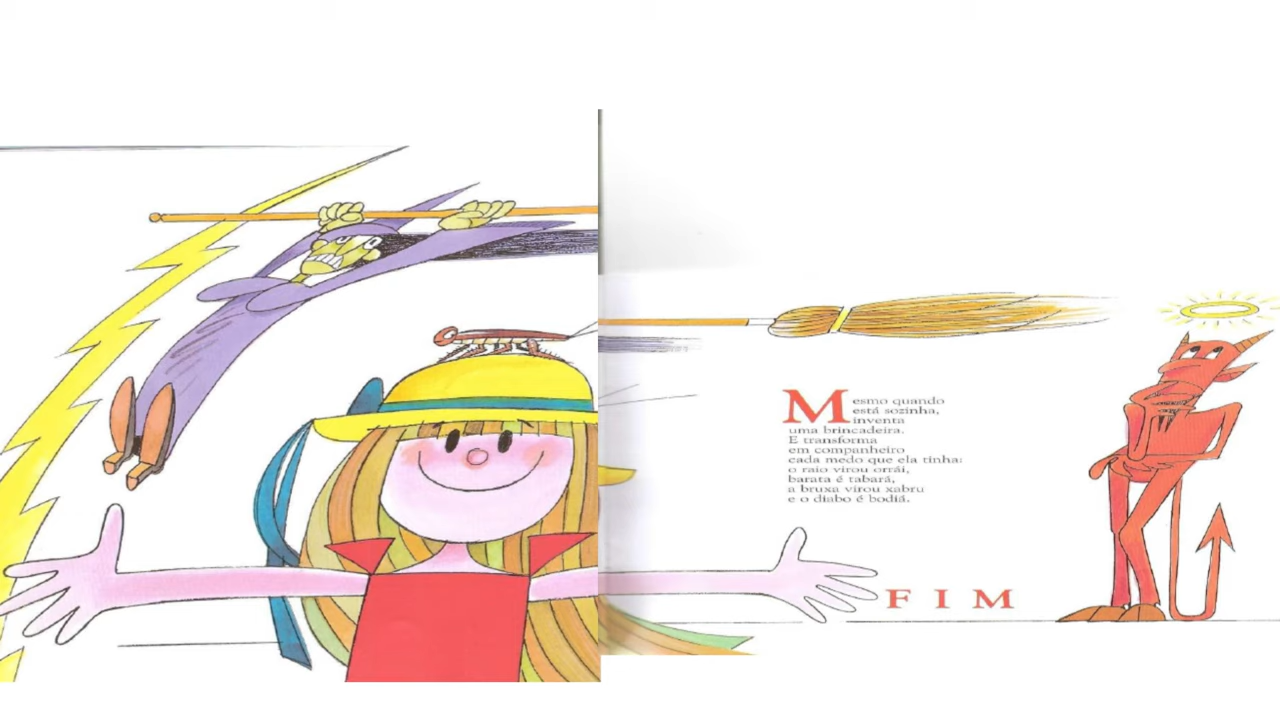 Mesmo quando
está sozinha,
inventa
uma brincadeira.
E transforma
em companheiro
cada medo que ela tinha:
o raio virou orrái,
barata é tabará,
a bruxa virou xabru
e o diabo é bodiá.
FIM